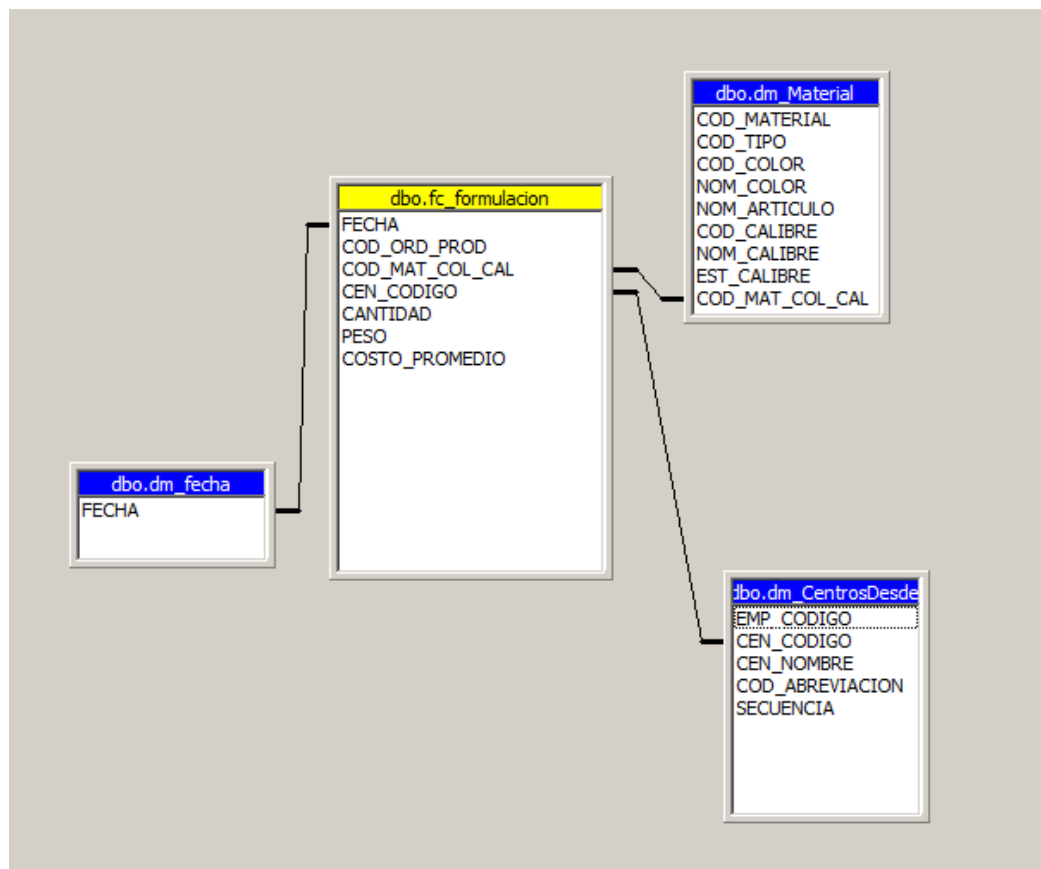 dbo.dm_Material
COD_MATERIAL
COD_TIPO
COD_COLOR
NOM_COLOR
NOM_ARTICULO
COD_CALIBRE
NOM_CALIBRE
EST_CALIBRE
COD_MAT_COL_CAL
dbo.fc_formulacion
FECHA
COD_ORD_PROD
COD_MAT_COL_CAL
CEN_CODIGO
CANTIDAD
PESO
COSTO_PROMEDIO
dbo.dm_fecha
FECHA
dbo.dm_CentrosDesde
EMP_CODIGO
CEN_CODIGO
CEN_NOMBRE
COD_ABREVIACION
SECUENCIA